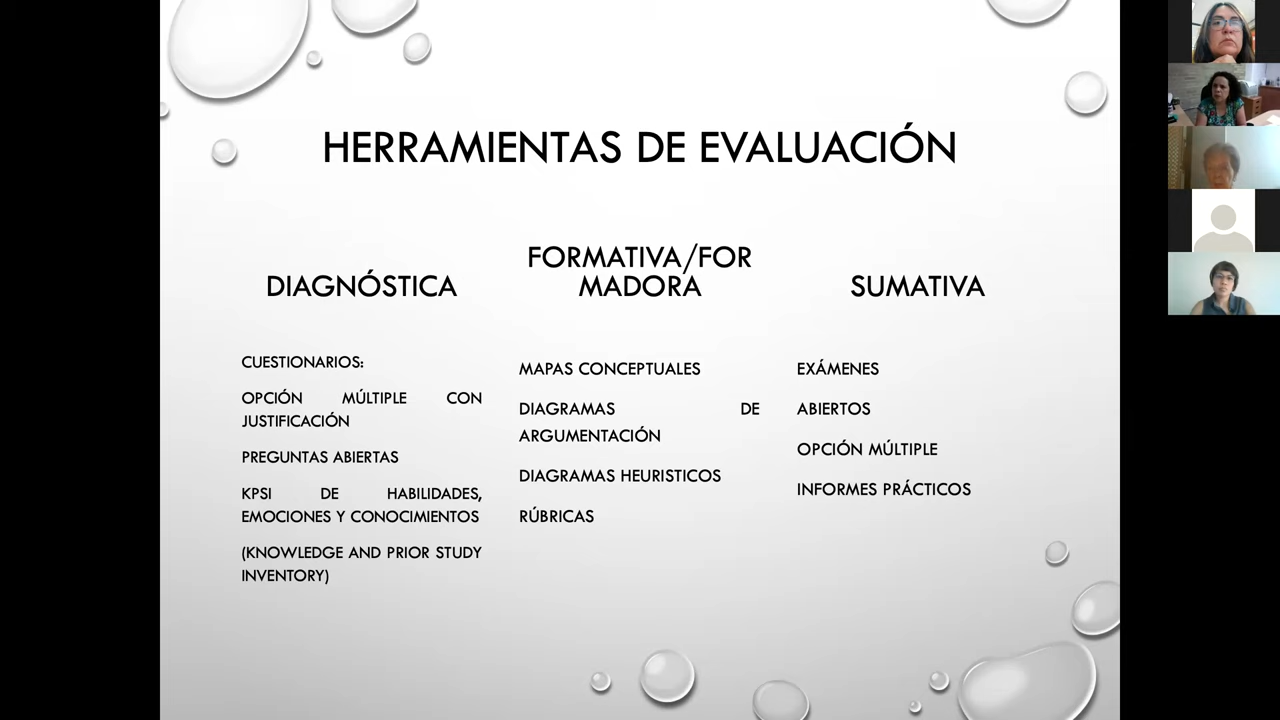 HERRAMIENTAS DE EVALUACIÓN
DIAGNÓSTICA
CUESTIONARIOS:
OPCIÓN MÚLTIPLE CON
JUSTIFICACIÓN
PREGUNTAS ABIERTAS
KPSI DE HABILIDADES,
EMOCIONES Y CONOCIMIENTOS
(KNOWLEDGE AND PRIOR STUDY
INVENTORY)
FORMATIVA/FOR
MADORA
MAPAS CONCEPTUALES
DIAGRAMAS DE
ARGUMENTACIÓN
DIAGRAMAS HEURISTICOS
RÚBRICAS
SUMATIVA
EXÁMENES
ABIERTOS
OPCIÓN MÚLTIPLE
INFORMES PRÁCTICOS